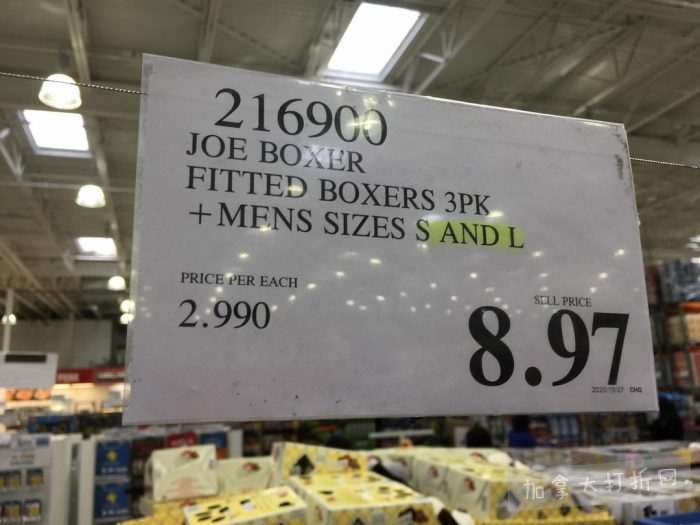 216900
JOE BOXER
FITTED BOXERS 3PK
+MENS SIZES S AND L
PRICE PER EACH
2.990
SELL PRICE
8.97
加拿大打折网